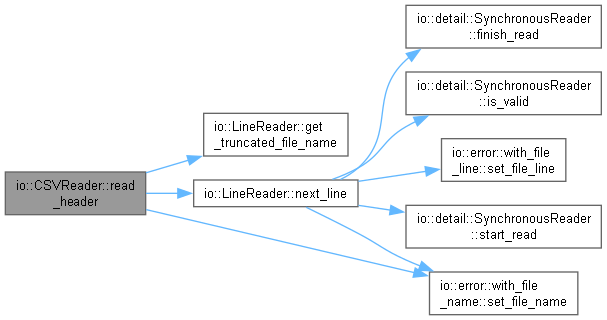 io::CSVReader::read
_header
io::LineReader::get
_truncated_file_name
io::LineReader::next_line
io::detail::SynchronousReader
::finish_read
io::detail::SynchronousReader
::is_valid
io::error::with_file
_line::set_file_line
io::detail::SynchronousReader
::start_read
io::error::with_file
_name::set_file_name